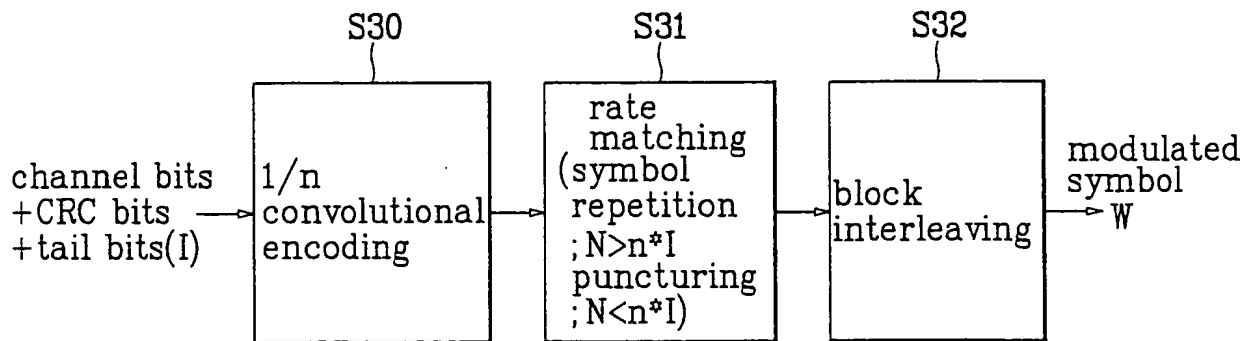 S30
S31
S32
channel bits
+CRC bits
+tail bits(I)
1/n
convolutional
encoding
rate
matching
(symbol
repetition
;N>n*I
puncturing
;N<n*I)
block
interleaving
modulated
symbol
W